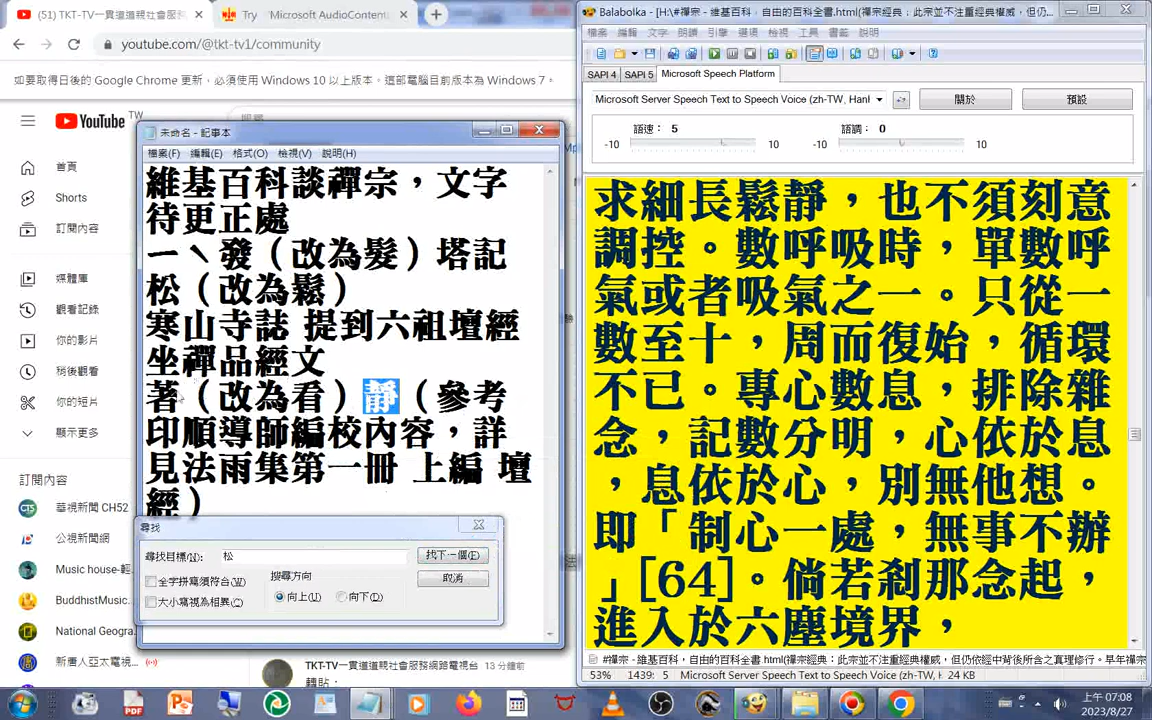 (51) TKT-TV一貫道道親社會服務
Try "Microsoft AudioContent
youtube.com/@tkt-tv1/community
如要取得日後的 Google Chrome 更新，必須使用 Windows 10 以上版本。這部電腦目前版本為 Windows 7。
YouTube TW
首頁
Shorts
訂閱內容
媒體庫
觀看記錄
你的影片
稍後觀看
你的短片
顯示更多
訂閱內容
華視新聞 CH52
公視新聞網
Music house-輕
BuddhistMusic...
National Geogra...
新唐人亞太電視...
TKT-TV一貫道道親社會服務網路電視台 13 分鐘前
轉貼：
未命名 - 記事本
檔案(F) 編輯(E) 格式(O) 檢視(V) 說明(H)
維基百科談禪宗，文字
待更正處
一、發（改為髮）塔記
松（改為鬆）
寒山寺誌 提到六祖壇經
坐禪品經文
著（改為看）靜（參考
印順導師編校內容，詳
見法雨集第一冊 上編 壇
經）
尋找
尋找目標(N): 松
找下一個(F)
全字拼寫須符合(W)
搜尋方向
取消
大小寫視為相異(C)
向上(U) 向下(D)
Balabolka - [H:\#禪宗 - 維基百科，自由的百科全書.html(禪宗經典：此宗並不注重經典權威，但仍...
檔案 編輯 文字 朗讀 引擎 選項 檢視 工具 書籤 說明
SAPI 4 SAPI 5 Microsoft Speech Platform
Microsoft Server Speech Text to Speech Voice (zh-TW, Hanl
關於
預設
語速： 5
語調： 0
-10 10 -10 10
求細長鬆靜，也不須刻意
調控。數呼吸時，單數呼
氣或者吸氣之一。只從一
數至十，周而復始，循環
不已。專心數息，排除雜
念，記數分明，心依於息
，息依於心，別無他想。
即「制心一處，無事不辦
」[64]。倘若剎那念起，
進入於六塵境界，
#禪宗 - 維基百科，自由的百科全書.html(禪宗經典：此宗並不注重經典權威，但仍依經中背後所含之真理修行。早年禪宗
53% 1439: 5 Microsoft Server Speech Text to Speech Voice (zh-TW, 24 KB
上午 07:08
2023/8/27